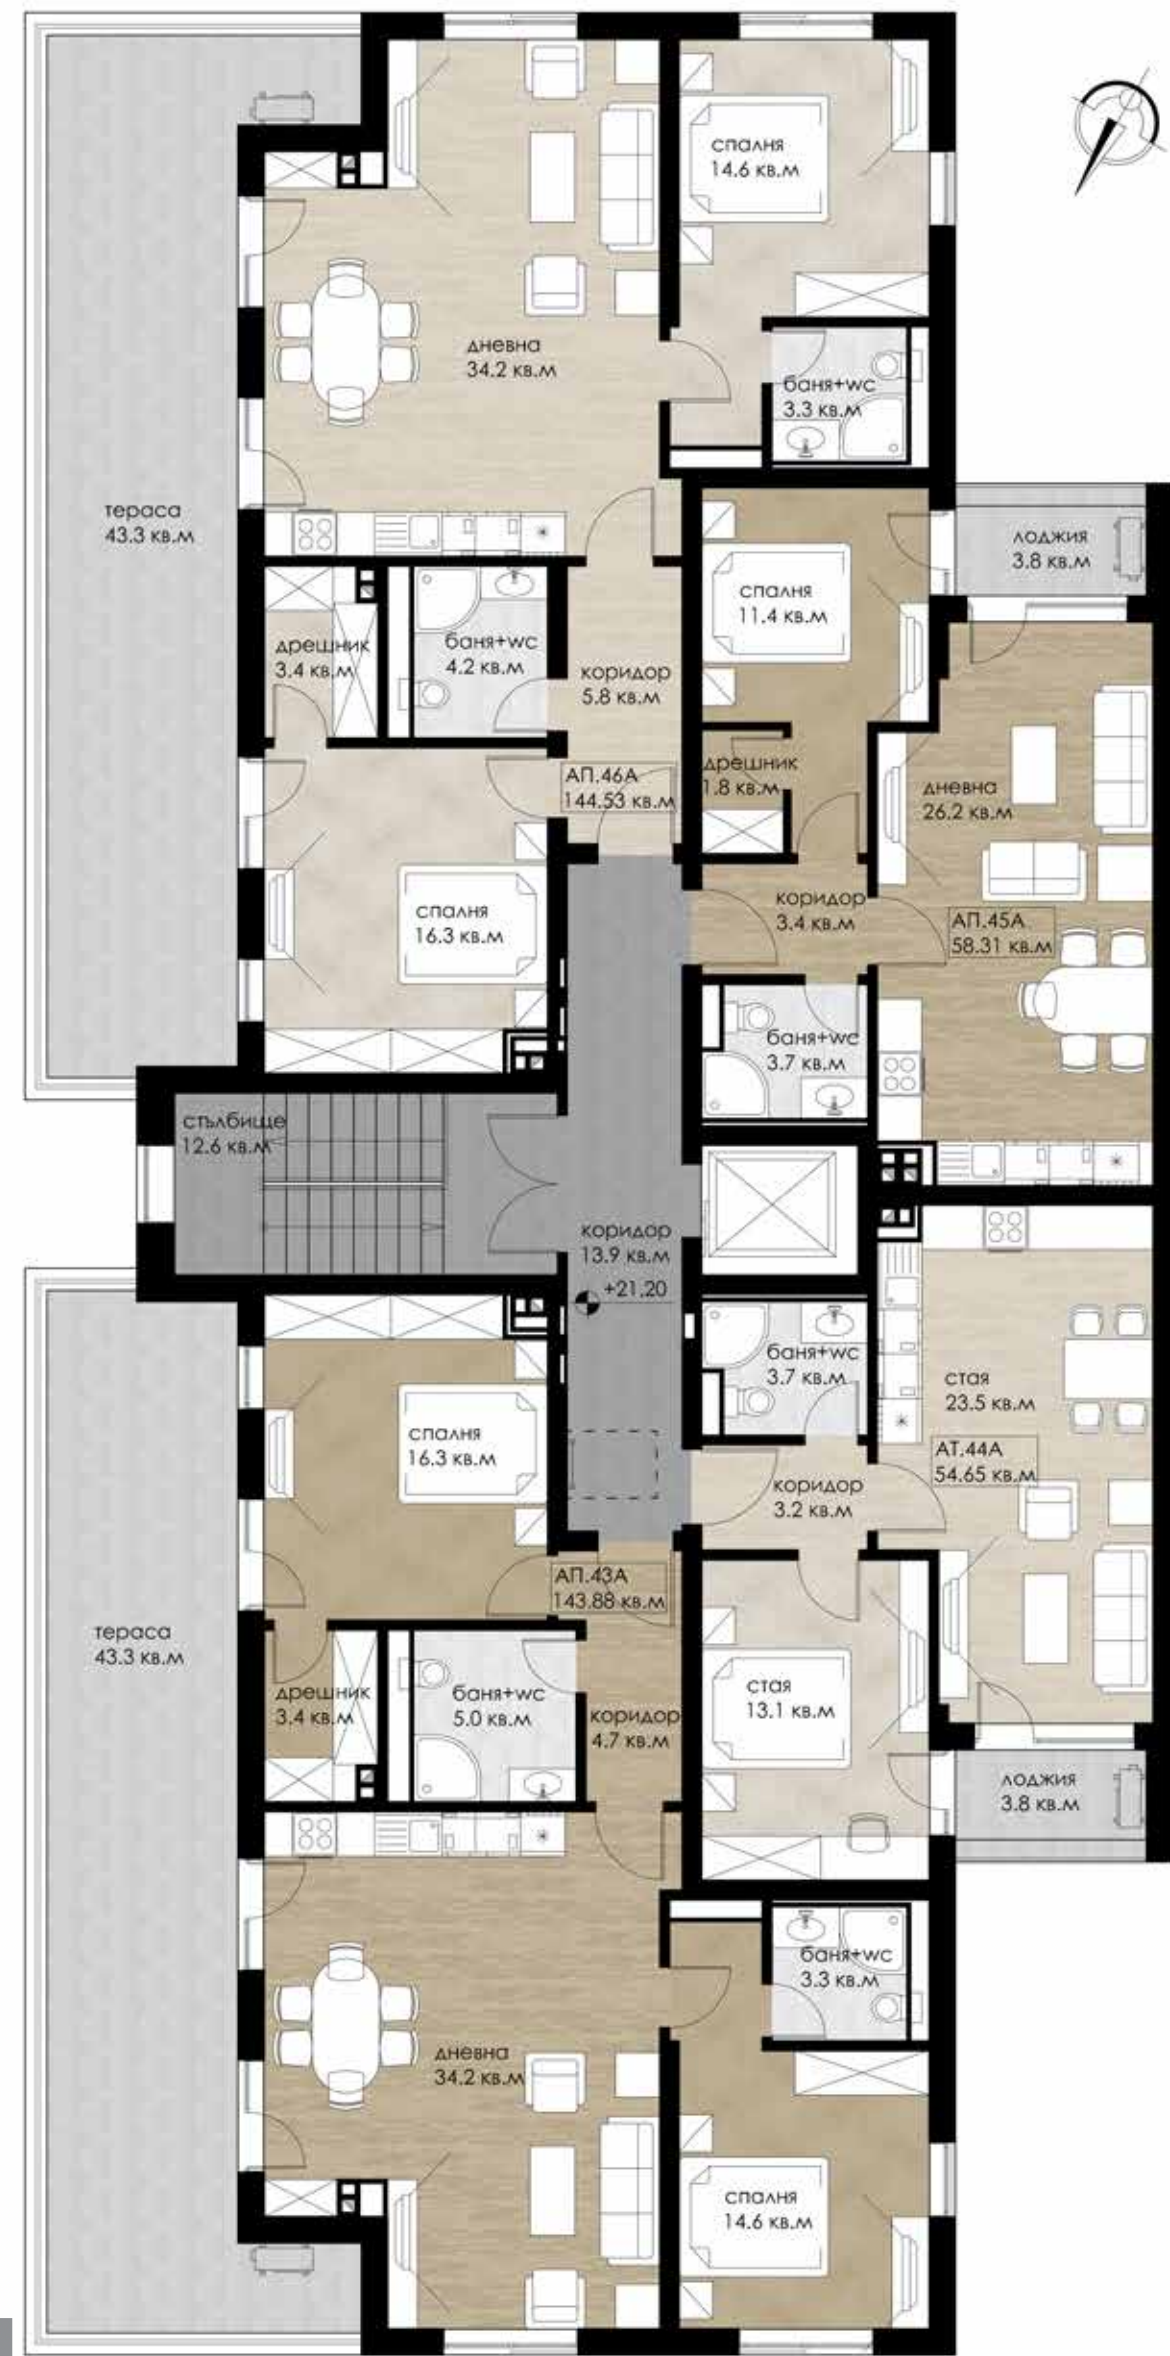 спалня
14.6 кв.м
дневна
34.2 кв.м
баня+wc
3.3 кв.м
тераса
43.3 кв.м
лоджия
3.8 кв.м
спалня
11.4 кв.м
дрешник
3.4 кв.м
баня+wc
4.2 кв.м
коридор
5.8 кв.м
АП.46А
144.53 кв.м
дрешник
1.8 кв.м
дневна
26.2 кв.м
спалня
16.3 кв.м
коридор
3.4 кв.м
АП.45А
58.31 кв.м
баня+wc
3.7 кв.м
стълбище
12.6 кв.м
коридор
13.9 кв.м
+21.20
баня+wc
3.7 кв.м
стая
23.5 кв.м
АТ.44А
54.65 кв.м
спалня
16.3 кв.м
коридор
3.2 кв.м
АП.43А
143.88 кв.м
тераса
43.3 кв.м
дрешник
3.4 кв.м
баня+wc
5.0 кв.м
коридор
4.7 кв.м
стая
13.1 кв.м
лоджия
3.8 кв.м
баня+wc
3.3 кв.м
дневна
34.2 кв.м
спалня
14.6 кв.м